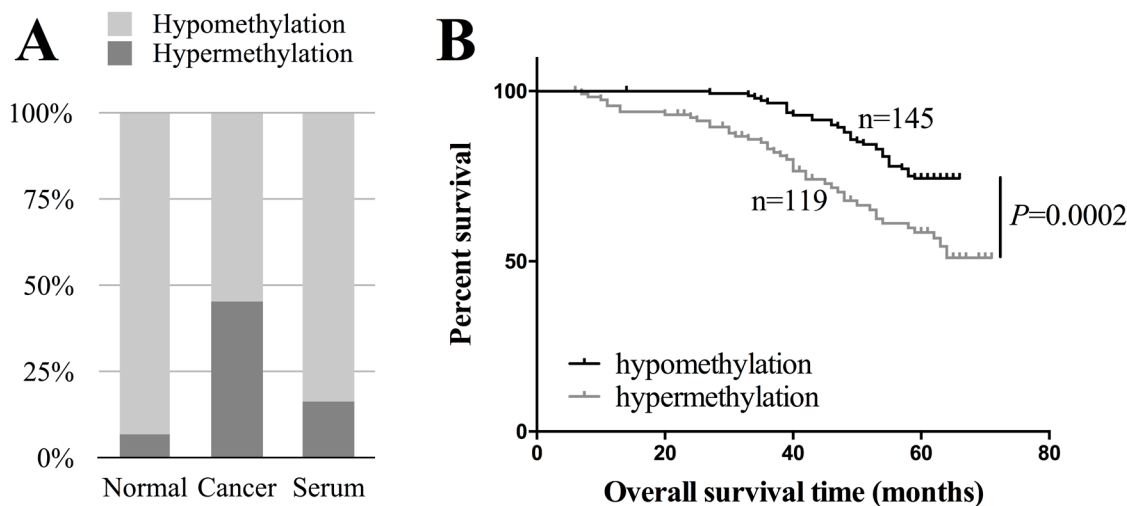 A
Hypomethylation
Hypermethylation
100%
75%
50%
25%
0%
Normal Cancer Serum
B
Percent survival
100
50
0
n=145
n=119
P=0.0002
hypomethylation
hypermethylation
0 20 40 60 80
Overall survival time (months)